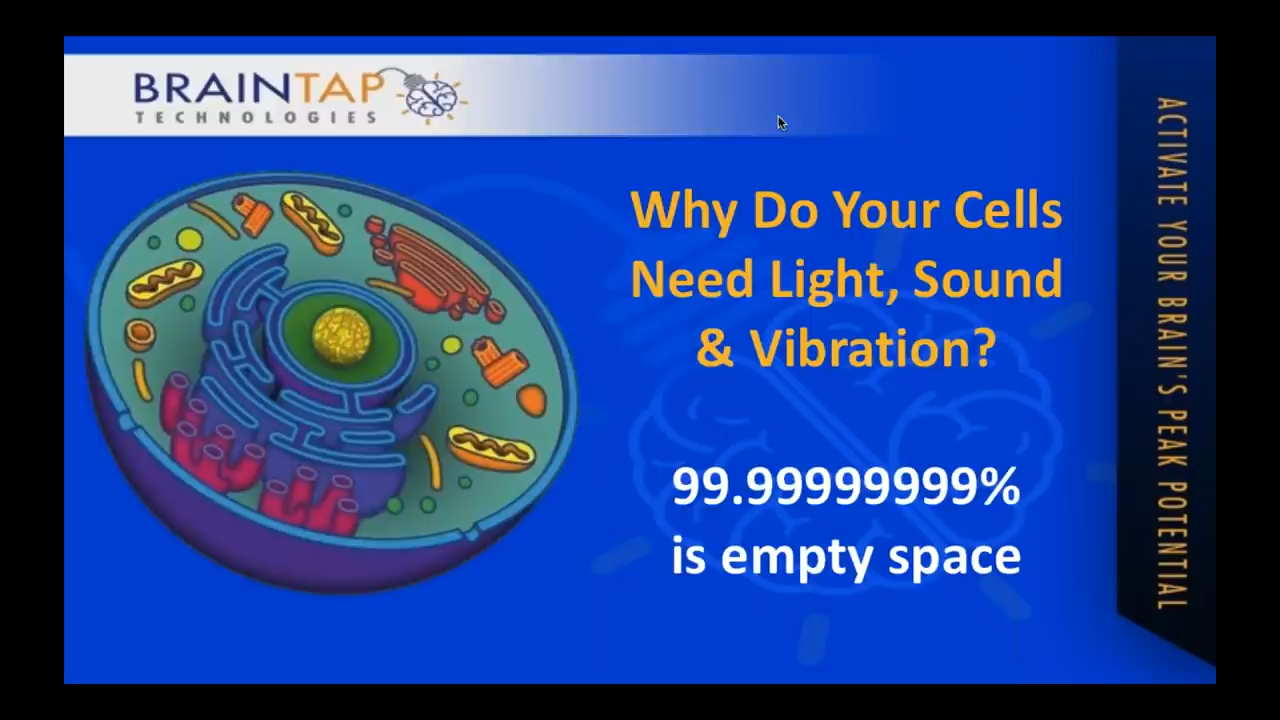 BRAINTAP
TECHNOLOGIES
Why Do Your Cells
Need Light, Sound
& Vibration?
99.99999999%
is empty space
ACTIVATE YOUR BRAIN'S PEAK POTENTIAL